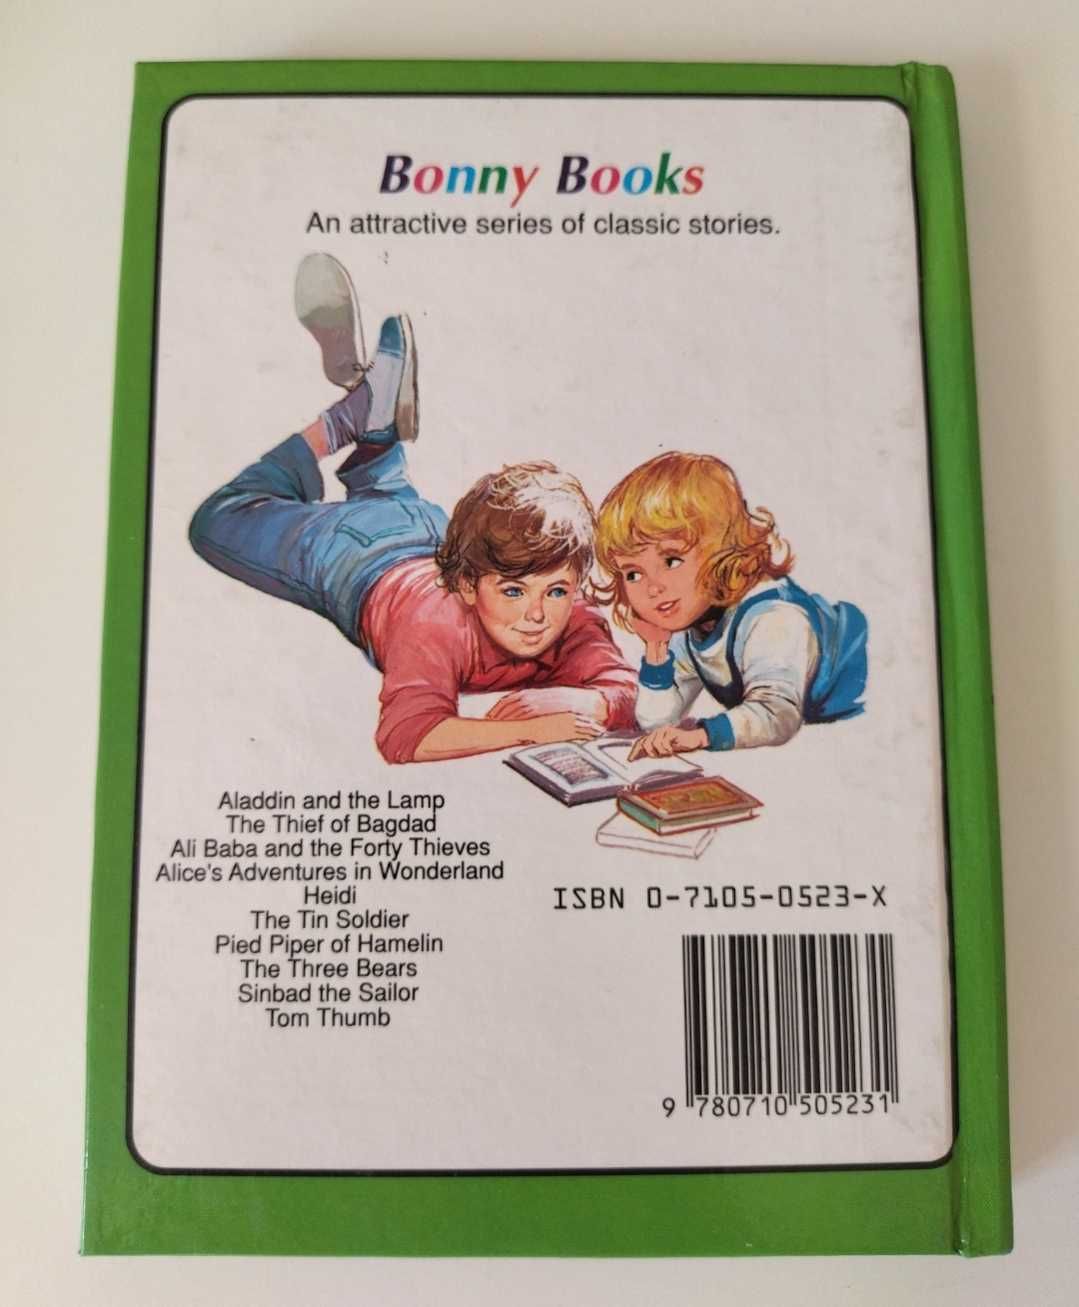 Bonny Books
An attractive series of classic stories.
Aladdin and the Lamp
The Thief of Bagdad
Ali Baba and the Forty Thieves
Alice's Adventures in Wonderland
Heidi
The Tin Soldier
Pied Piper of Hamelin
The Three Bears
Sinbad the Sailor
Tom Thumb
ISBN 0-7105-0523-X
9 780710 505231